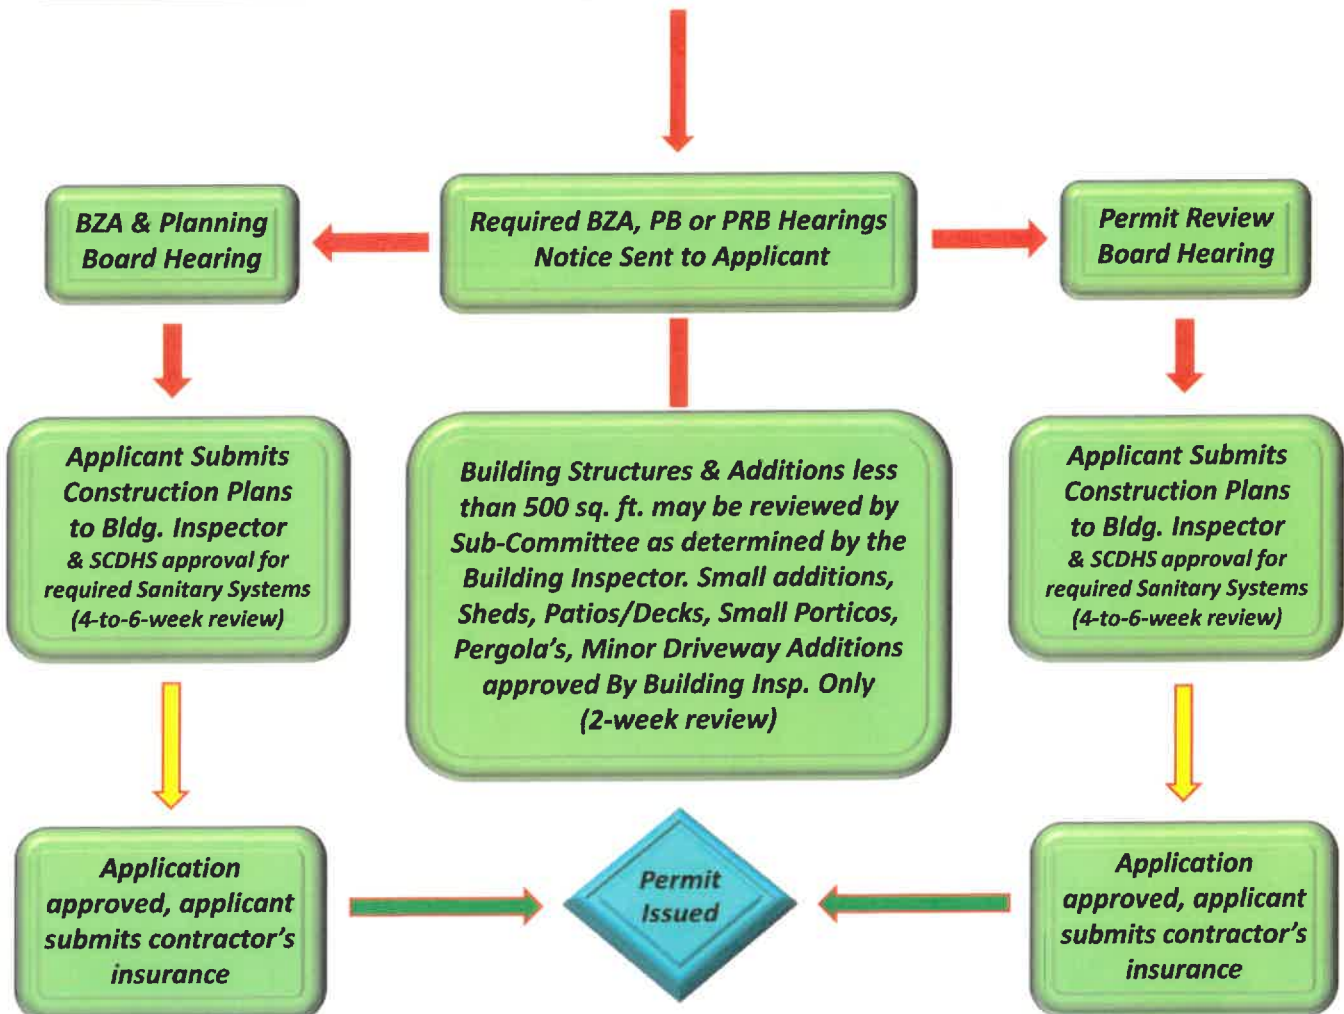 BZA & Planning
Board Hearing
Required BZA, PB or PRB Hearings
Notice Sent to Applicant
Permit Review
Board Hearing
Applicant Submits
Construction Plans
to Bldg. Inspector
& SCDHS approval for
required Sanitary Systems
(4-to-6-week review)
Building Structures & Additions less
than 500 sq. ft. may be reviewed by
Sub-Committee as determined by the
Building Inspector. Small additions,
Sheds, Patios/Decks, Small Porticos,
Pergola's, Minor Driveway Additions
approved By Building Insp. Only
(2-week review)
Applicant Submits
Construction Plans
to Bldg. Inspector
& SCDHS approval for
required Sanitary Systems
(4-to-6-week review)
Application
approved, applicant
submits contractor's
insurance
Permit
Issued
Application
approved, applicant
submits contractor's
insurance